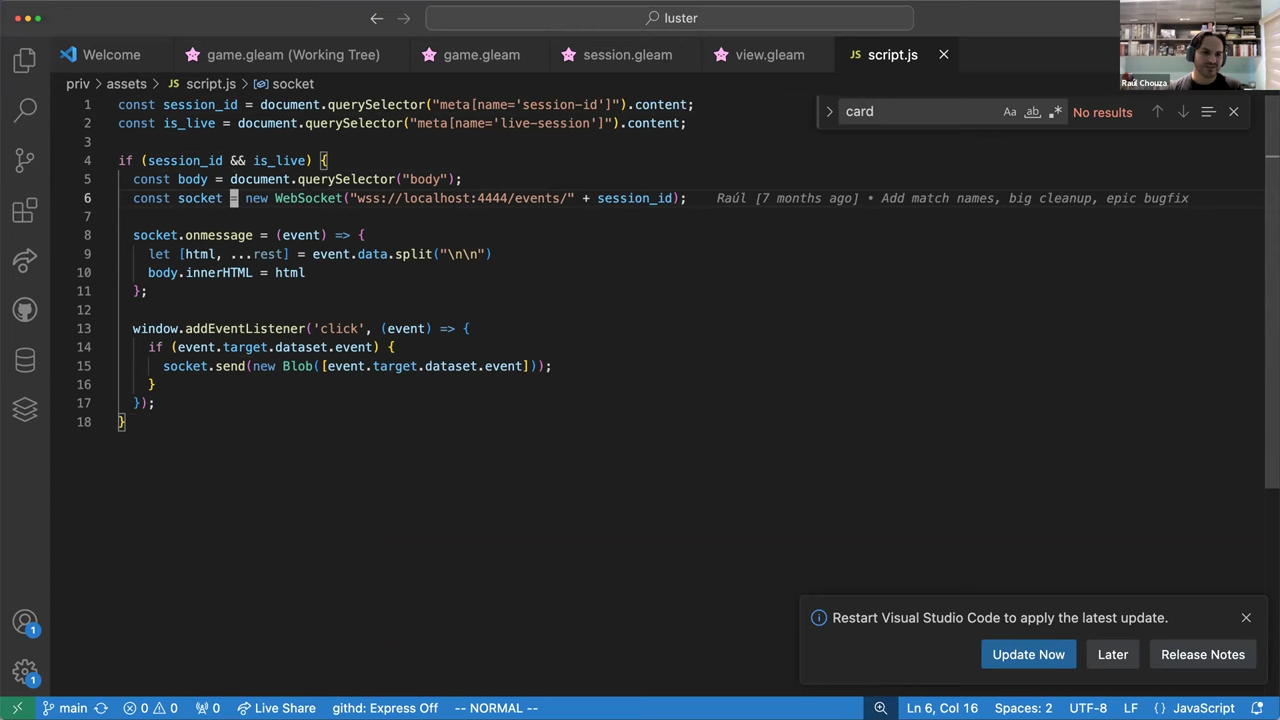 luster
Raúl Chouza
Welcome
game.gleam (Working Tree)
game.gleam
session.gleam
view.gleam
JS script.js
priv > assets > JS script.js > socket
card
Aa ab
No results
1 const session_id = document.querySelector("meta[name='session-id']").content;
2 const is_live = document.querySelector("meta[name='live-session']").content;
3
4 if (session_id && is_live) {
5 const body = document.querySelector("body");
6 const socket = new WebSocket("wss://localhost:4444/events/" + session_id); Raúl [7 months ago] • Add match names, big cleanup, epic bugfix
7
8 socket.onmessage = (event) => {
9 let [html, ...rest] = event.data.split("\n\n")
10 body.innerHTML = html
11 };
12
13 window.addEventListener('click', (event) => {
14 if (event.target.dataset.event) {
15 socket.send(new Blob([event.target.dataset.event]));
16 }
17 });
18 }
Restart Visual Studio Code to apply the latest update.
Update Now
Later
Release Notes
1
1
main 0 0 0 Live Share githd: Express Off -- NORMAL -- Ln 6, Col 16 Spaces: 2 UTF-8 LF {} JavaScript